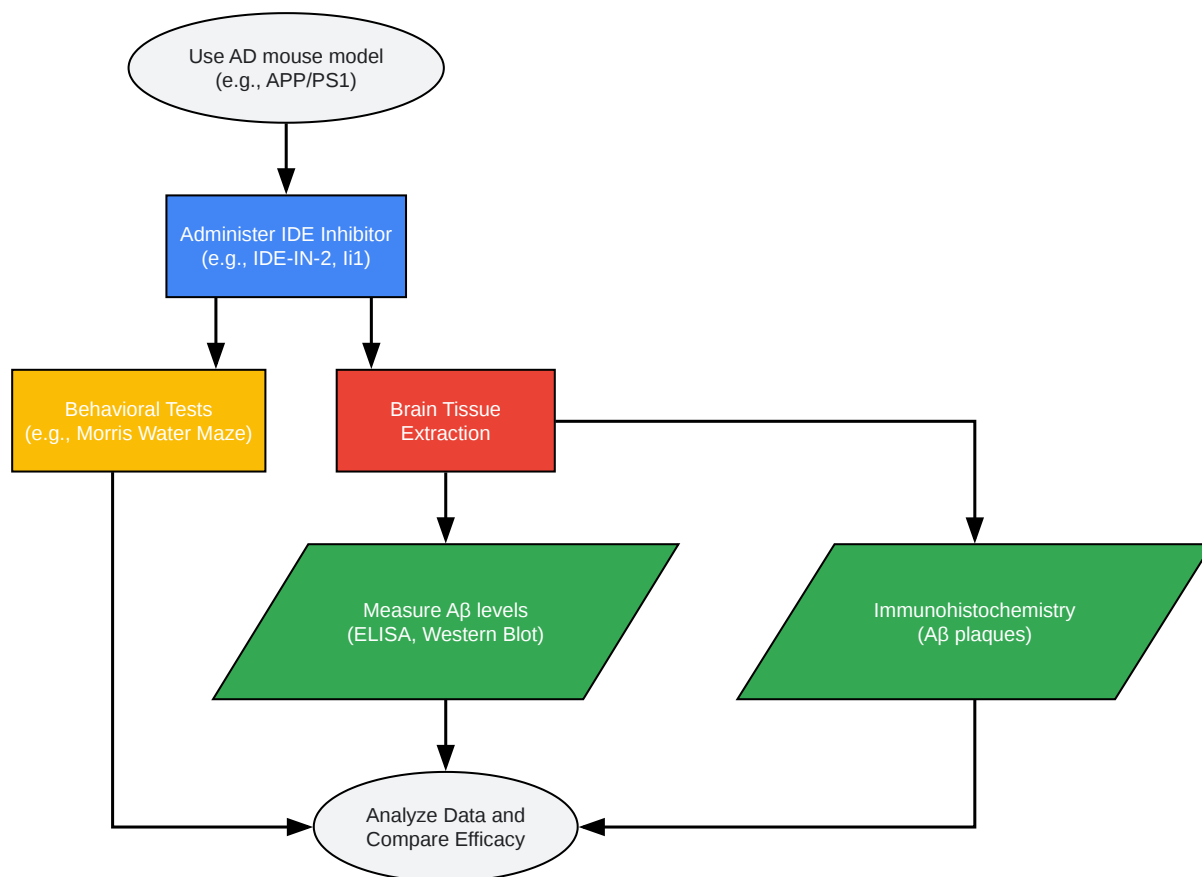 Use AD mouse model
(e.g., APP/PS1)
Administer IDE Inhibitor
(e.g., IDE-IN-2, Ii1)
Behavioral Tests
(e.g., Morris Water Maze)
Brain Tissue
Extraction
Measure Aβ levels
(ELISA, Western Blot)
Immunohistochemistry
(Aβ plaques)
Analyze Data and
Compare Efficacy